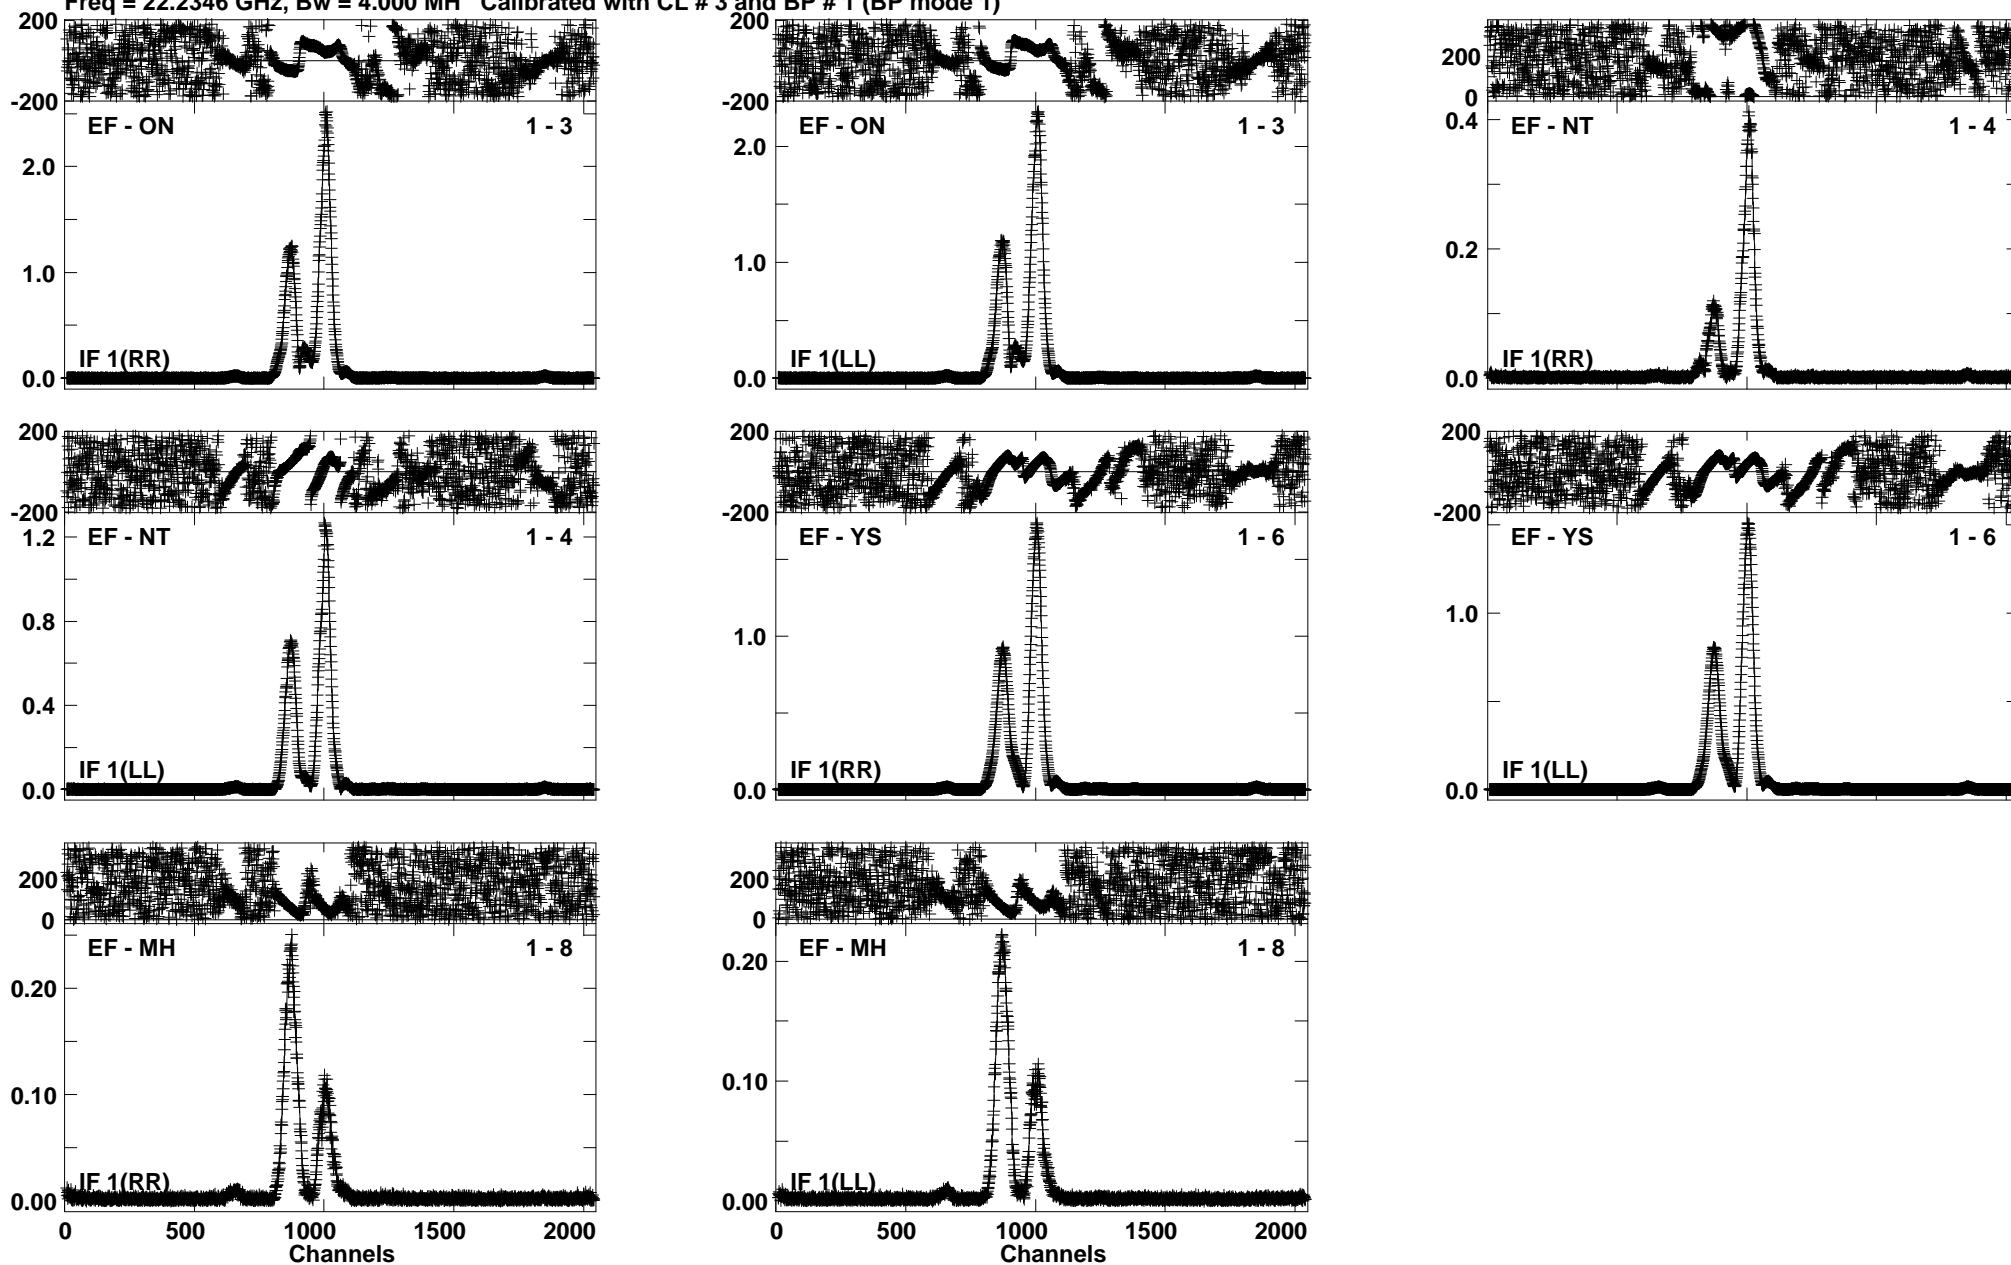 Freq = 22.2346 GHz, Bw = 4.000 MH Calibrated with CL # 3 and BP # 1 (BP mode 1)
200
-200
EF - ON 1 - 3
2.0
1.0
IF 1(RR)
0.0
200
-200
EF - ON 1 - 3
2.0
1.0
IF 1(LL)
0.0
200
0
EF - NT 1 - 4
0.4
0.2
IF 1(RR)
0.0
200
-200
EF - NT 1 - 4
1.2
0.8
0.4
IF 1(LL)
0.0
200
-200
EF - YS 1 - 6
1.0
IF 1(RR)
0.0
200
-200
EF - YS 1 - 6
1.0
IF 1(LL)
0.0
200
0
EF - MH 1 - 8
0.20
0.10
IF 1(RR)
0.00
0 500 1000 1500 2000
Channels
200
0
EF - MH 1 - 8
0.20
0.10
IF 1(LL)
0.00
0 500 1000 1500 2000
Channels